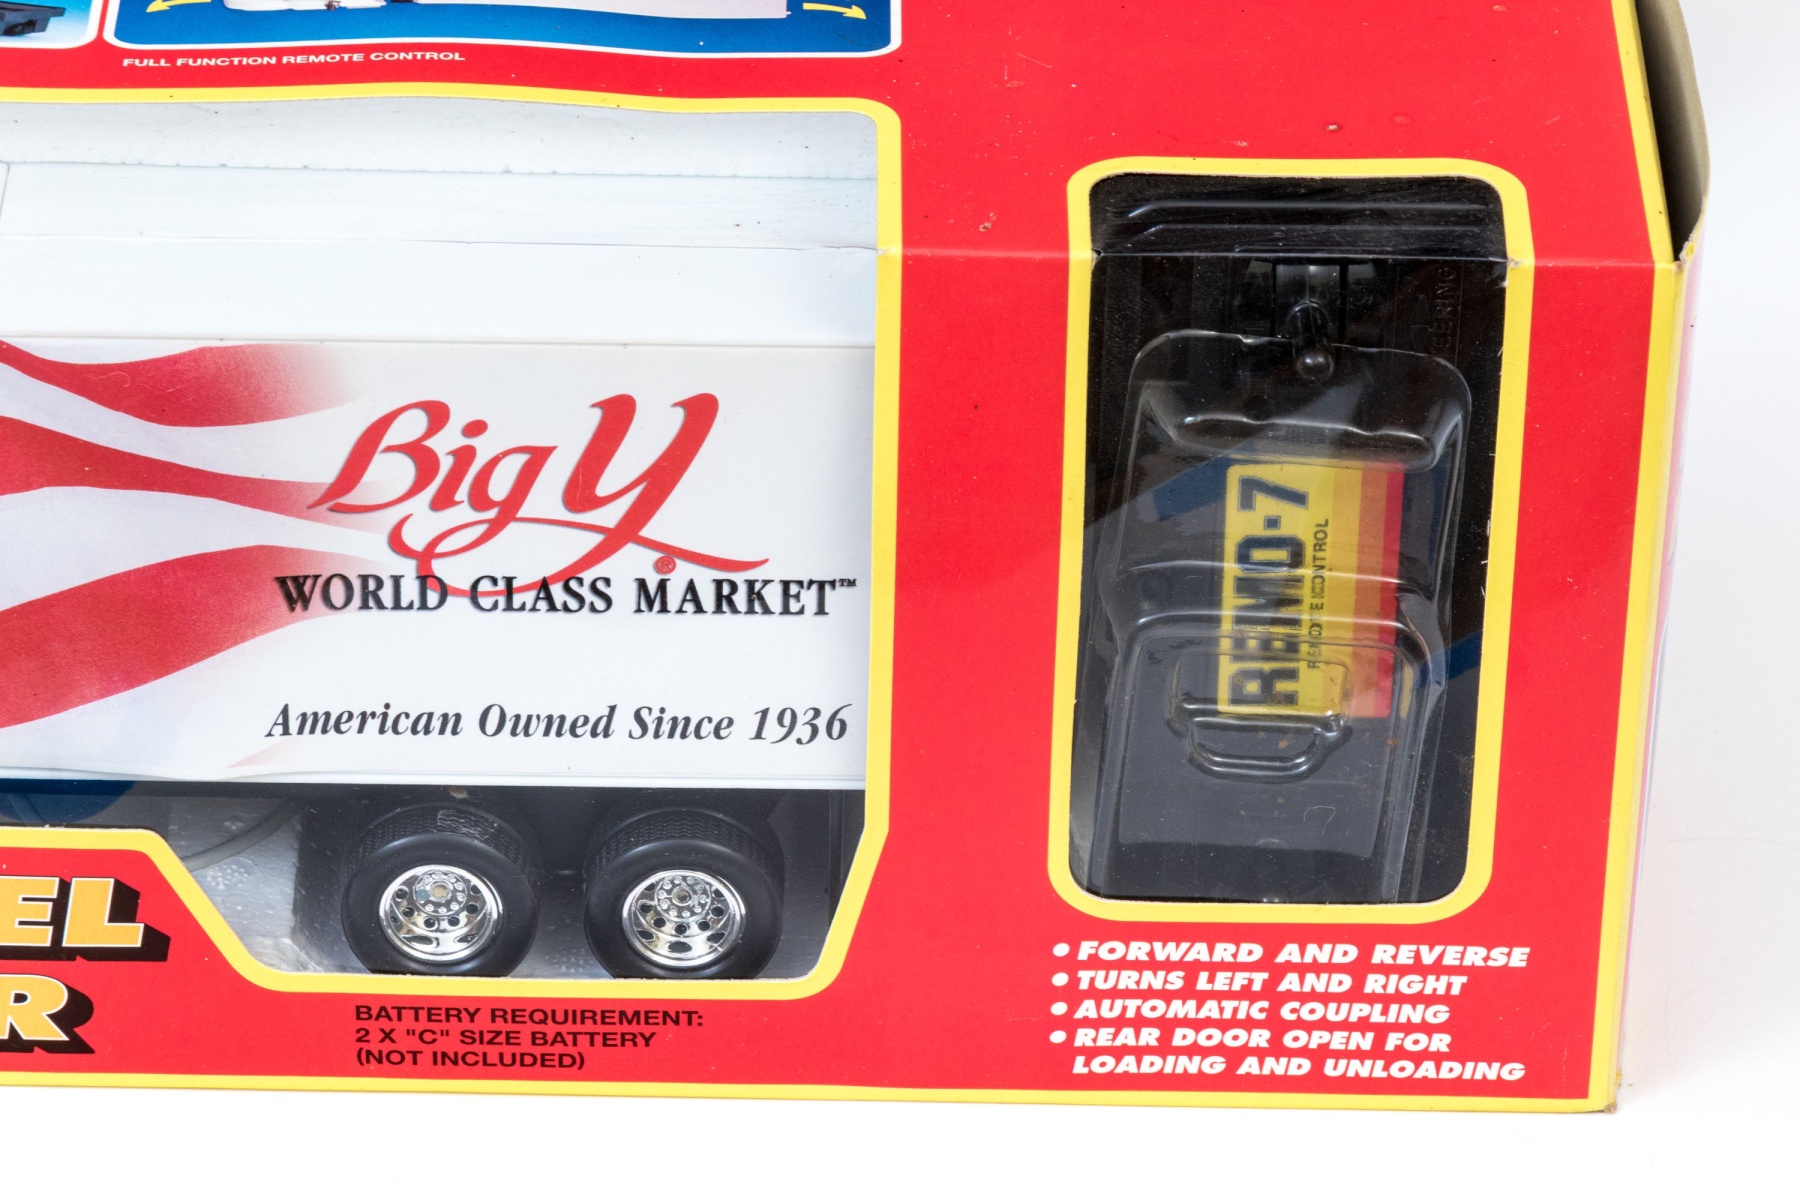 FULL FUNCTION REMOTE CONTROL
Big Y®
WORLD CLASS MARKET™
American Owned Since 1936
REMO-7
REMOTE CONTROL
EL
R
BATTERY REQUIREMENT:
2 X "C" SIZE BATTERY
(NOT INCLUDED)
• FORWARD AND REVERSE
• TURNS LEFT AND RIGHT
• AUTOMATIC COUPLING
• REAR DOOR OPEN FOR
LOADING AND UNLOADING